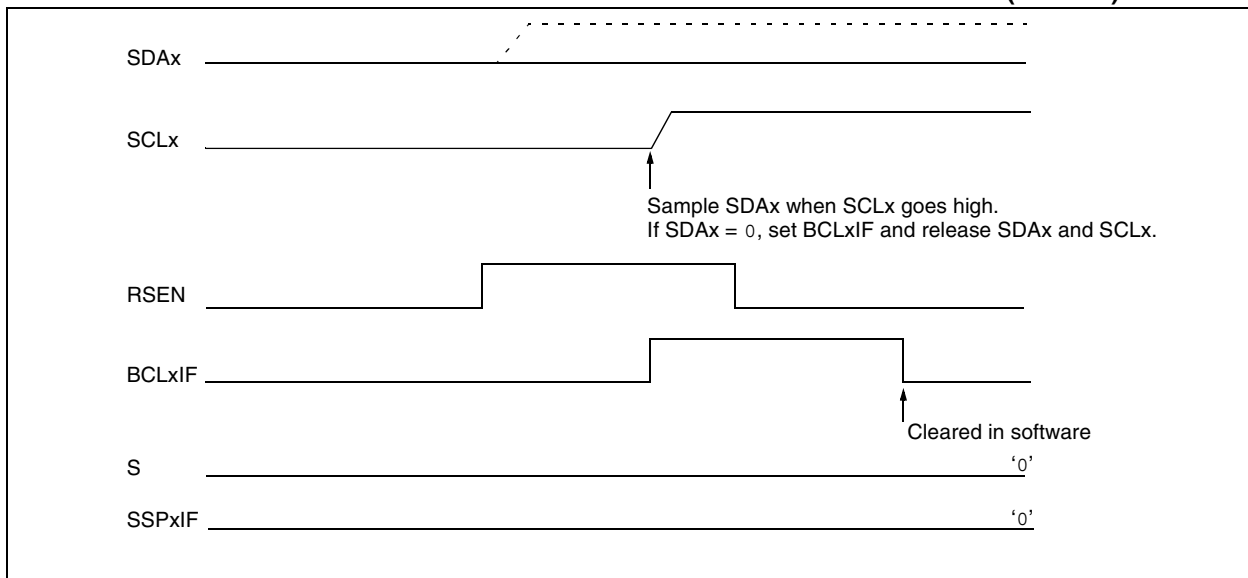 SDAx
SCLx
Sample SDAx when SCLx goes high.
If SDAx = 0, set BCLxIF and release SDAx and SCLx.
RSEN
BCLxIF
Cleared in software
S
‘0’
SSPxIF
‘0’